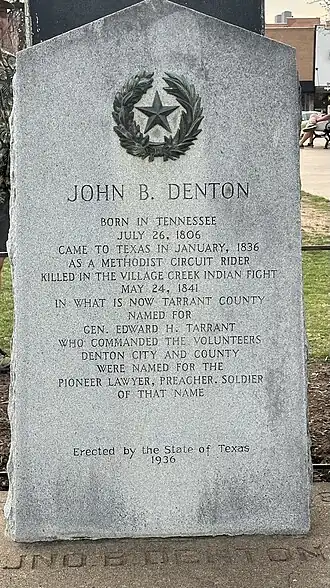 JOHN B. DENTON
BORN IN TENNESSEE
JULY 26, 1806
CAME TO TEXAS IN JANUARY, 1836
AS A METHODIST CIRCUIT RIDER
KILLED IN THE VILLAGE CREEK INDIAN FIGHT
MAY 24, 1841
IN WHAT IS NOW TARRANT COUNTY
NAMED FOR
GEN. EDWARD H. TARRANT
WHO COMMANDED THE VOLUNTEERS
DENTON CITY AND COUNTY
WERE NAMED FOR THE
PIONEER LAWYER, PREACHER, SOLDIER
OF THAT NAME
Erected by the State of Texas
1936
JNO B DENTON